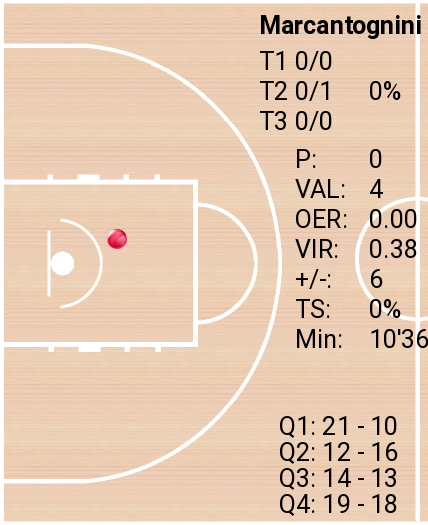 Marcantognini
T1 0/0
T2 0/1 0%
T3 0/0
P: 0
VAL: 4
OER: 0.00
VIR: 0.38
+/-: 6
TS: 0%
Min: 10'36
Q1: 21 - 10
Q2: 12 - 16
Q3: 14 - 13
Q4: 19 - 18